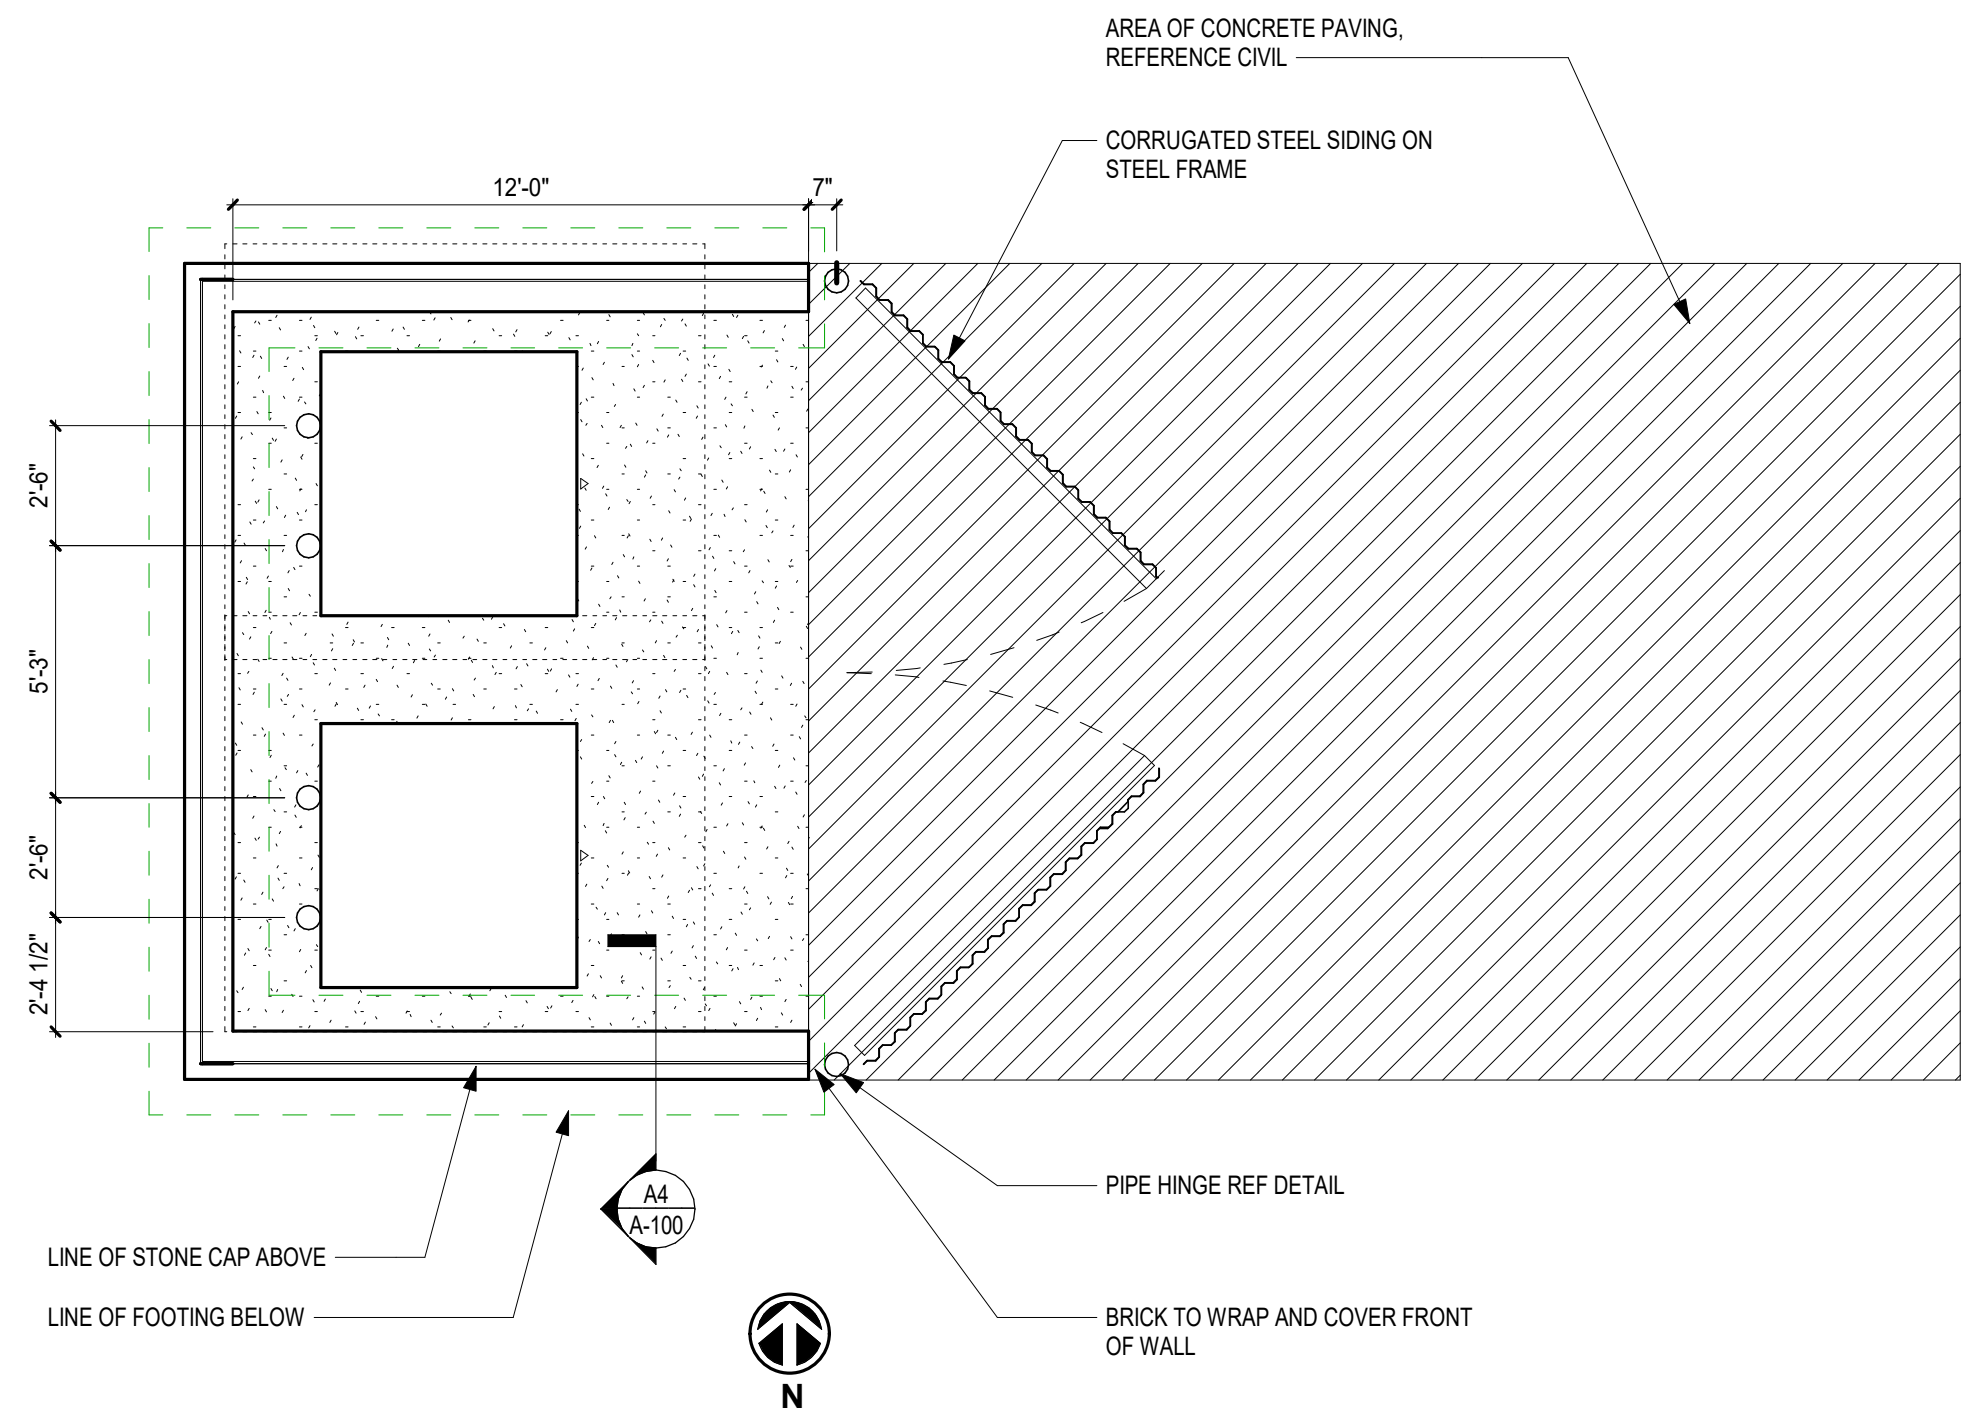 AREA OF CONCRETE PAVING,
REFERENCE CIVIL
CORRUGATED STEEL SIDING ON
STEEL FRAME
12'-0"
7"
2'-6"
5'-3"
2'-6"
2'-4 1/2"
A4
A-100
PIPE HINGE REF DETAIL
LINE OF STONE CAP ABOVE
LINE OF FOOTING BELOW
BRICK TO WRAP AND COVER FRONT
OF WALL
N